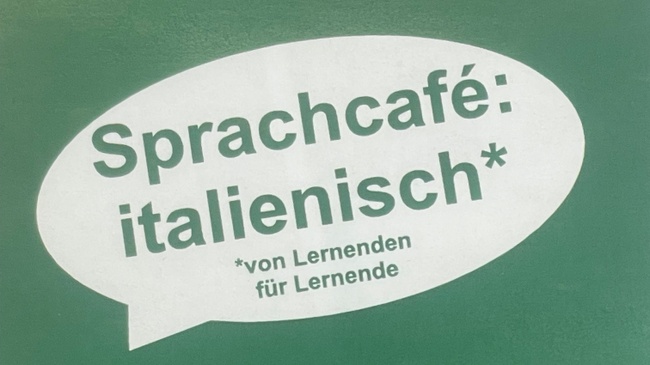 Sprachcafé:
italienisch*
*von Lernenden
für Lernende